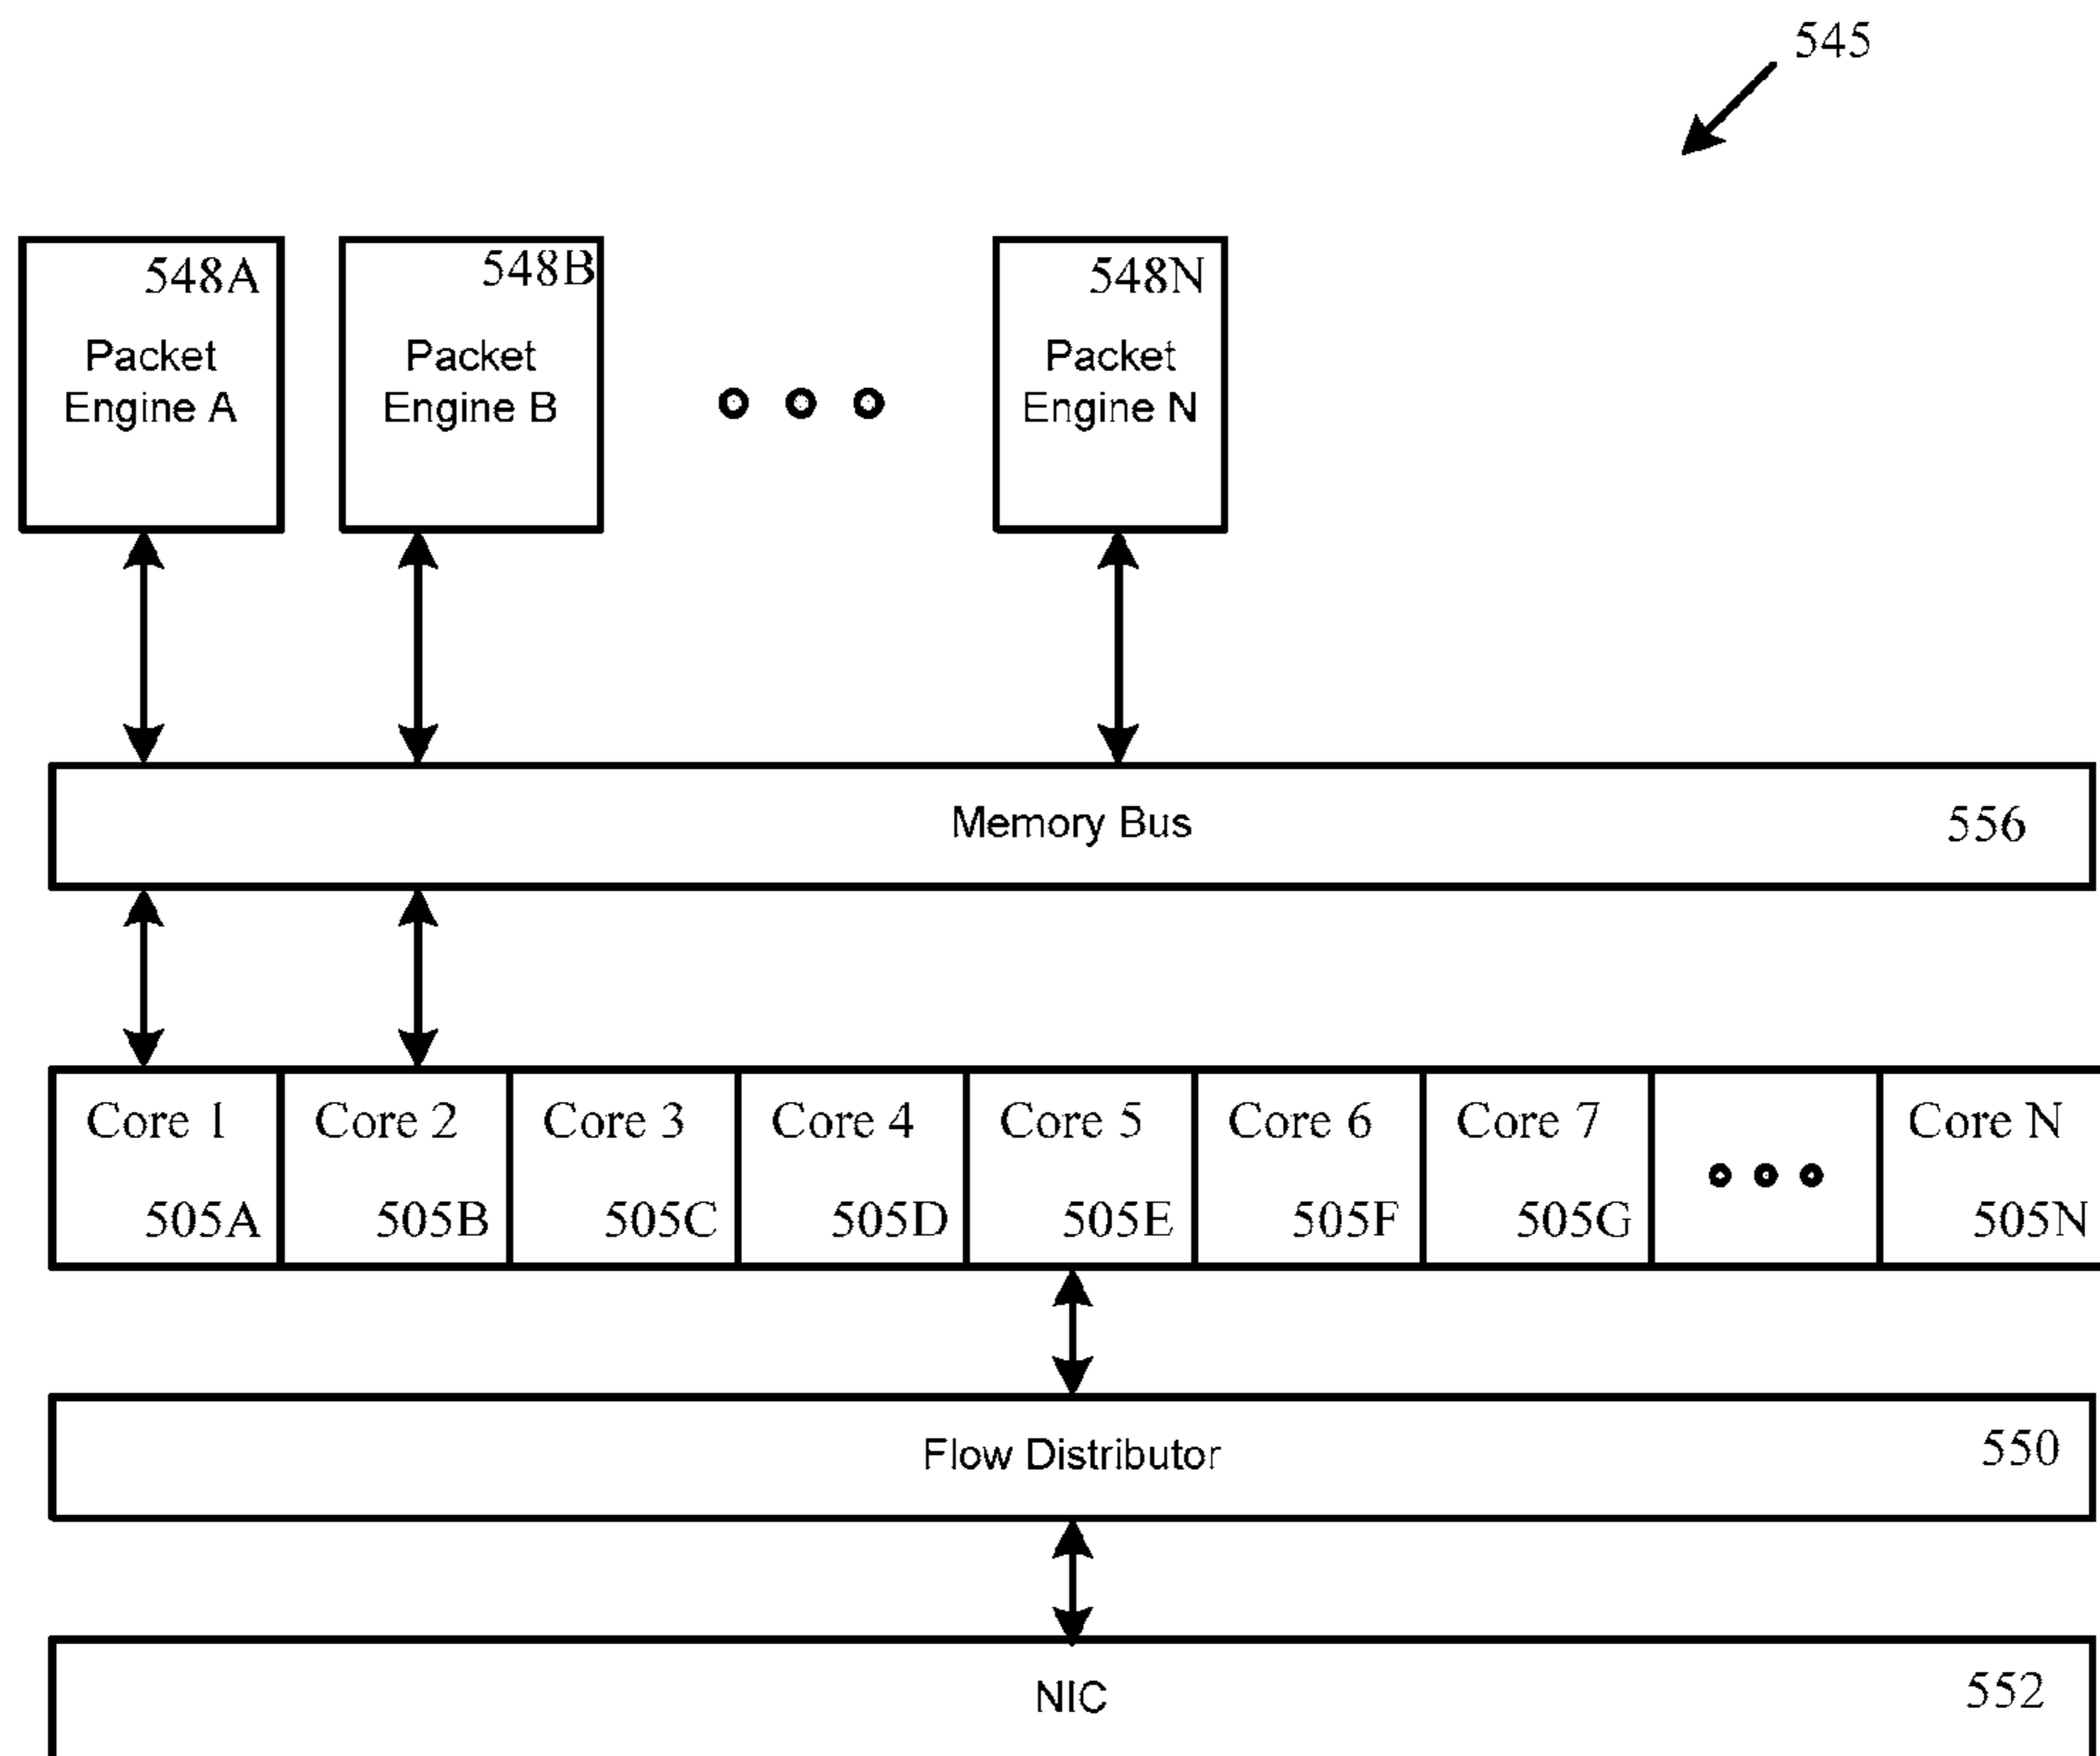 545
548A
Packet
Engine A
548B
Packet
Engine B
548N
Packet
Engine N
Memory Bus 556
Core 1 Core 2 Core 3 Core 4 Core 5 Core 6 Core 7 Core N
505A 505B 505C 505D 505E 505F 505G 505N
Flow Distributor 550
NIC 552